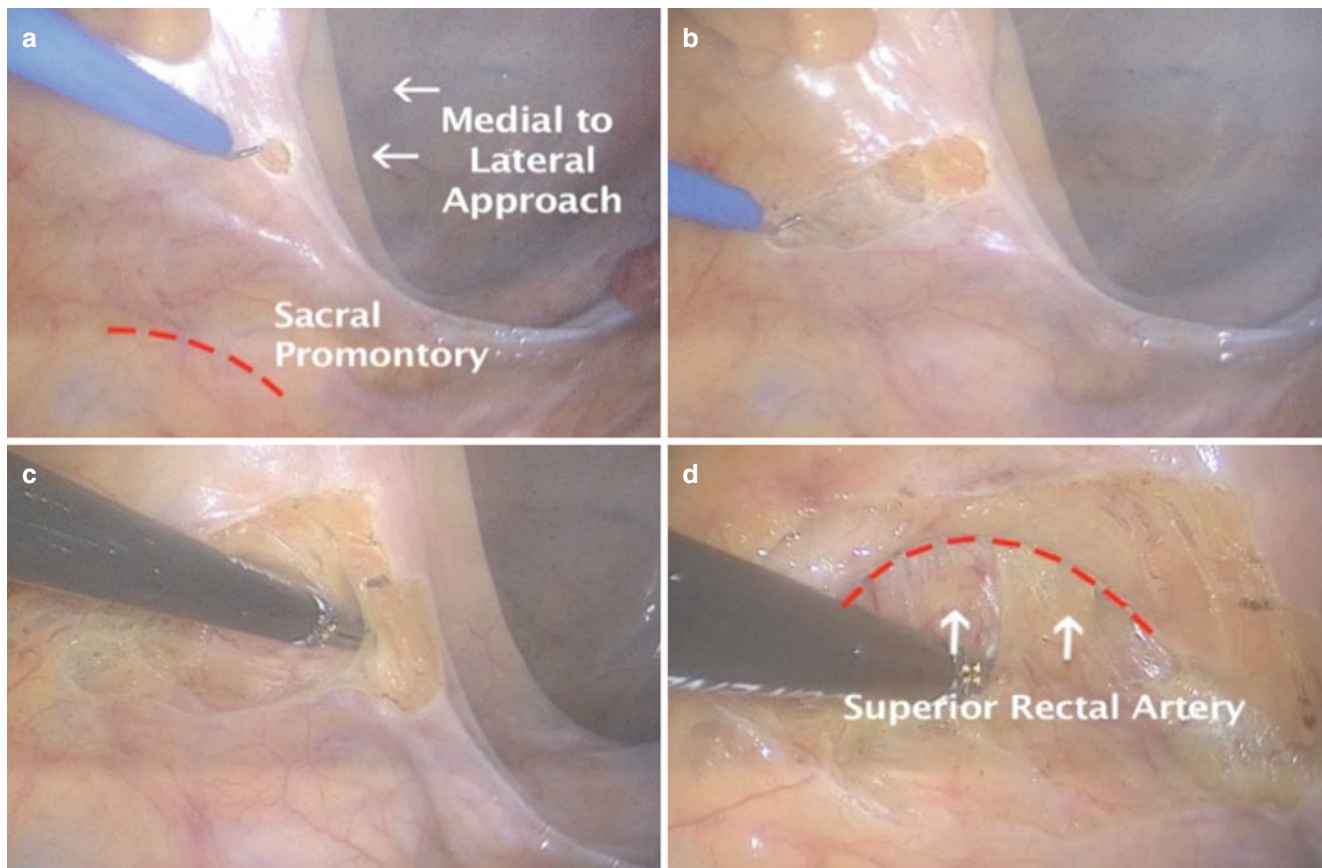 a
Medial to
Lateral
Approach
Sacral
Promontory
b
c
d
Superior Rectal Artery